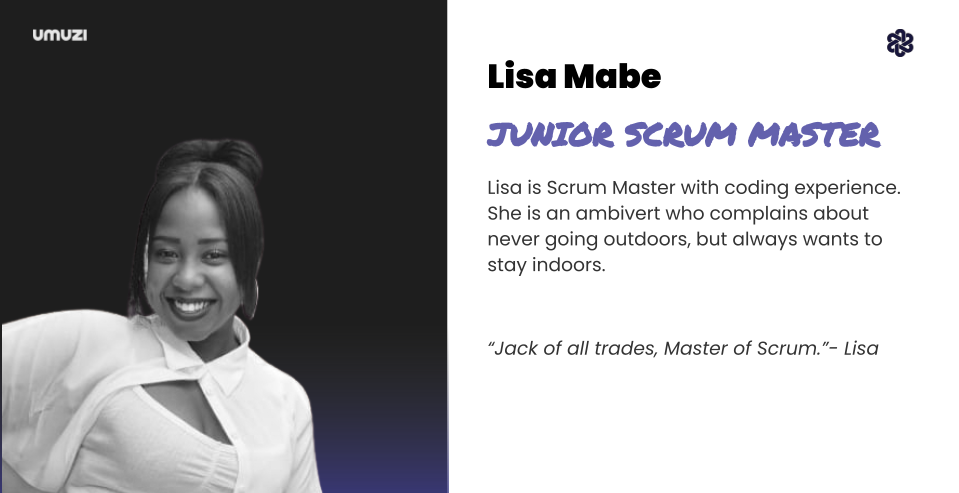 umuzi
Lisa Mabe
JUNIOR SCRUM MASTER
Lisa is Scrum Master with coding experience.
She is an ambivert who complains about
never going outdoors, but always wants to
stay indoors.
“Jack of all trades, Master of Scrum.”- Lisa